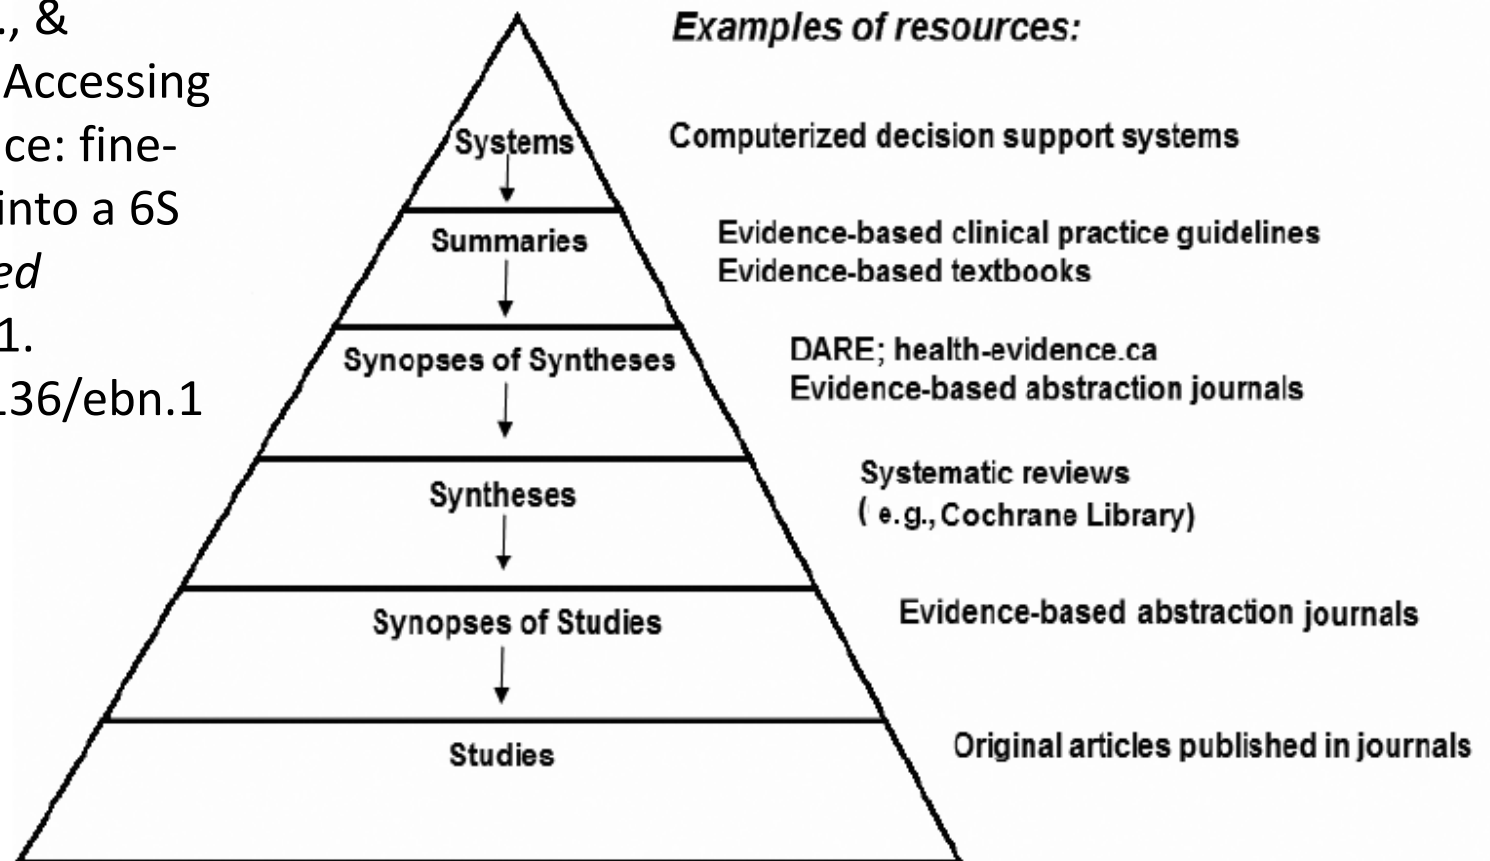 ., &
Accessing
ce: fine-
into a 6S
ed
1.
136/ebn.1
Examples of resources:
Systems
Computerized decision support systems
Summaries
Evidence-based clinical practice guidelines
Evidence-based textbooks
Synopses of Syntheses
DARE; health-evidence.ca
Evidence-based abstraction journals
Syntheses
Systematic reviews
( e.g., Cochrane Library)
Synopses of Studies
Evidence-based abstraction journals
Studies
Original articles published in journals